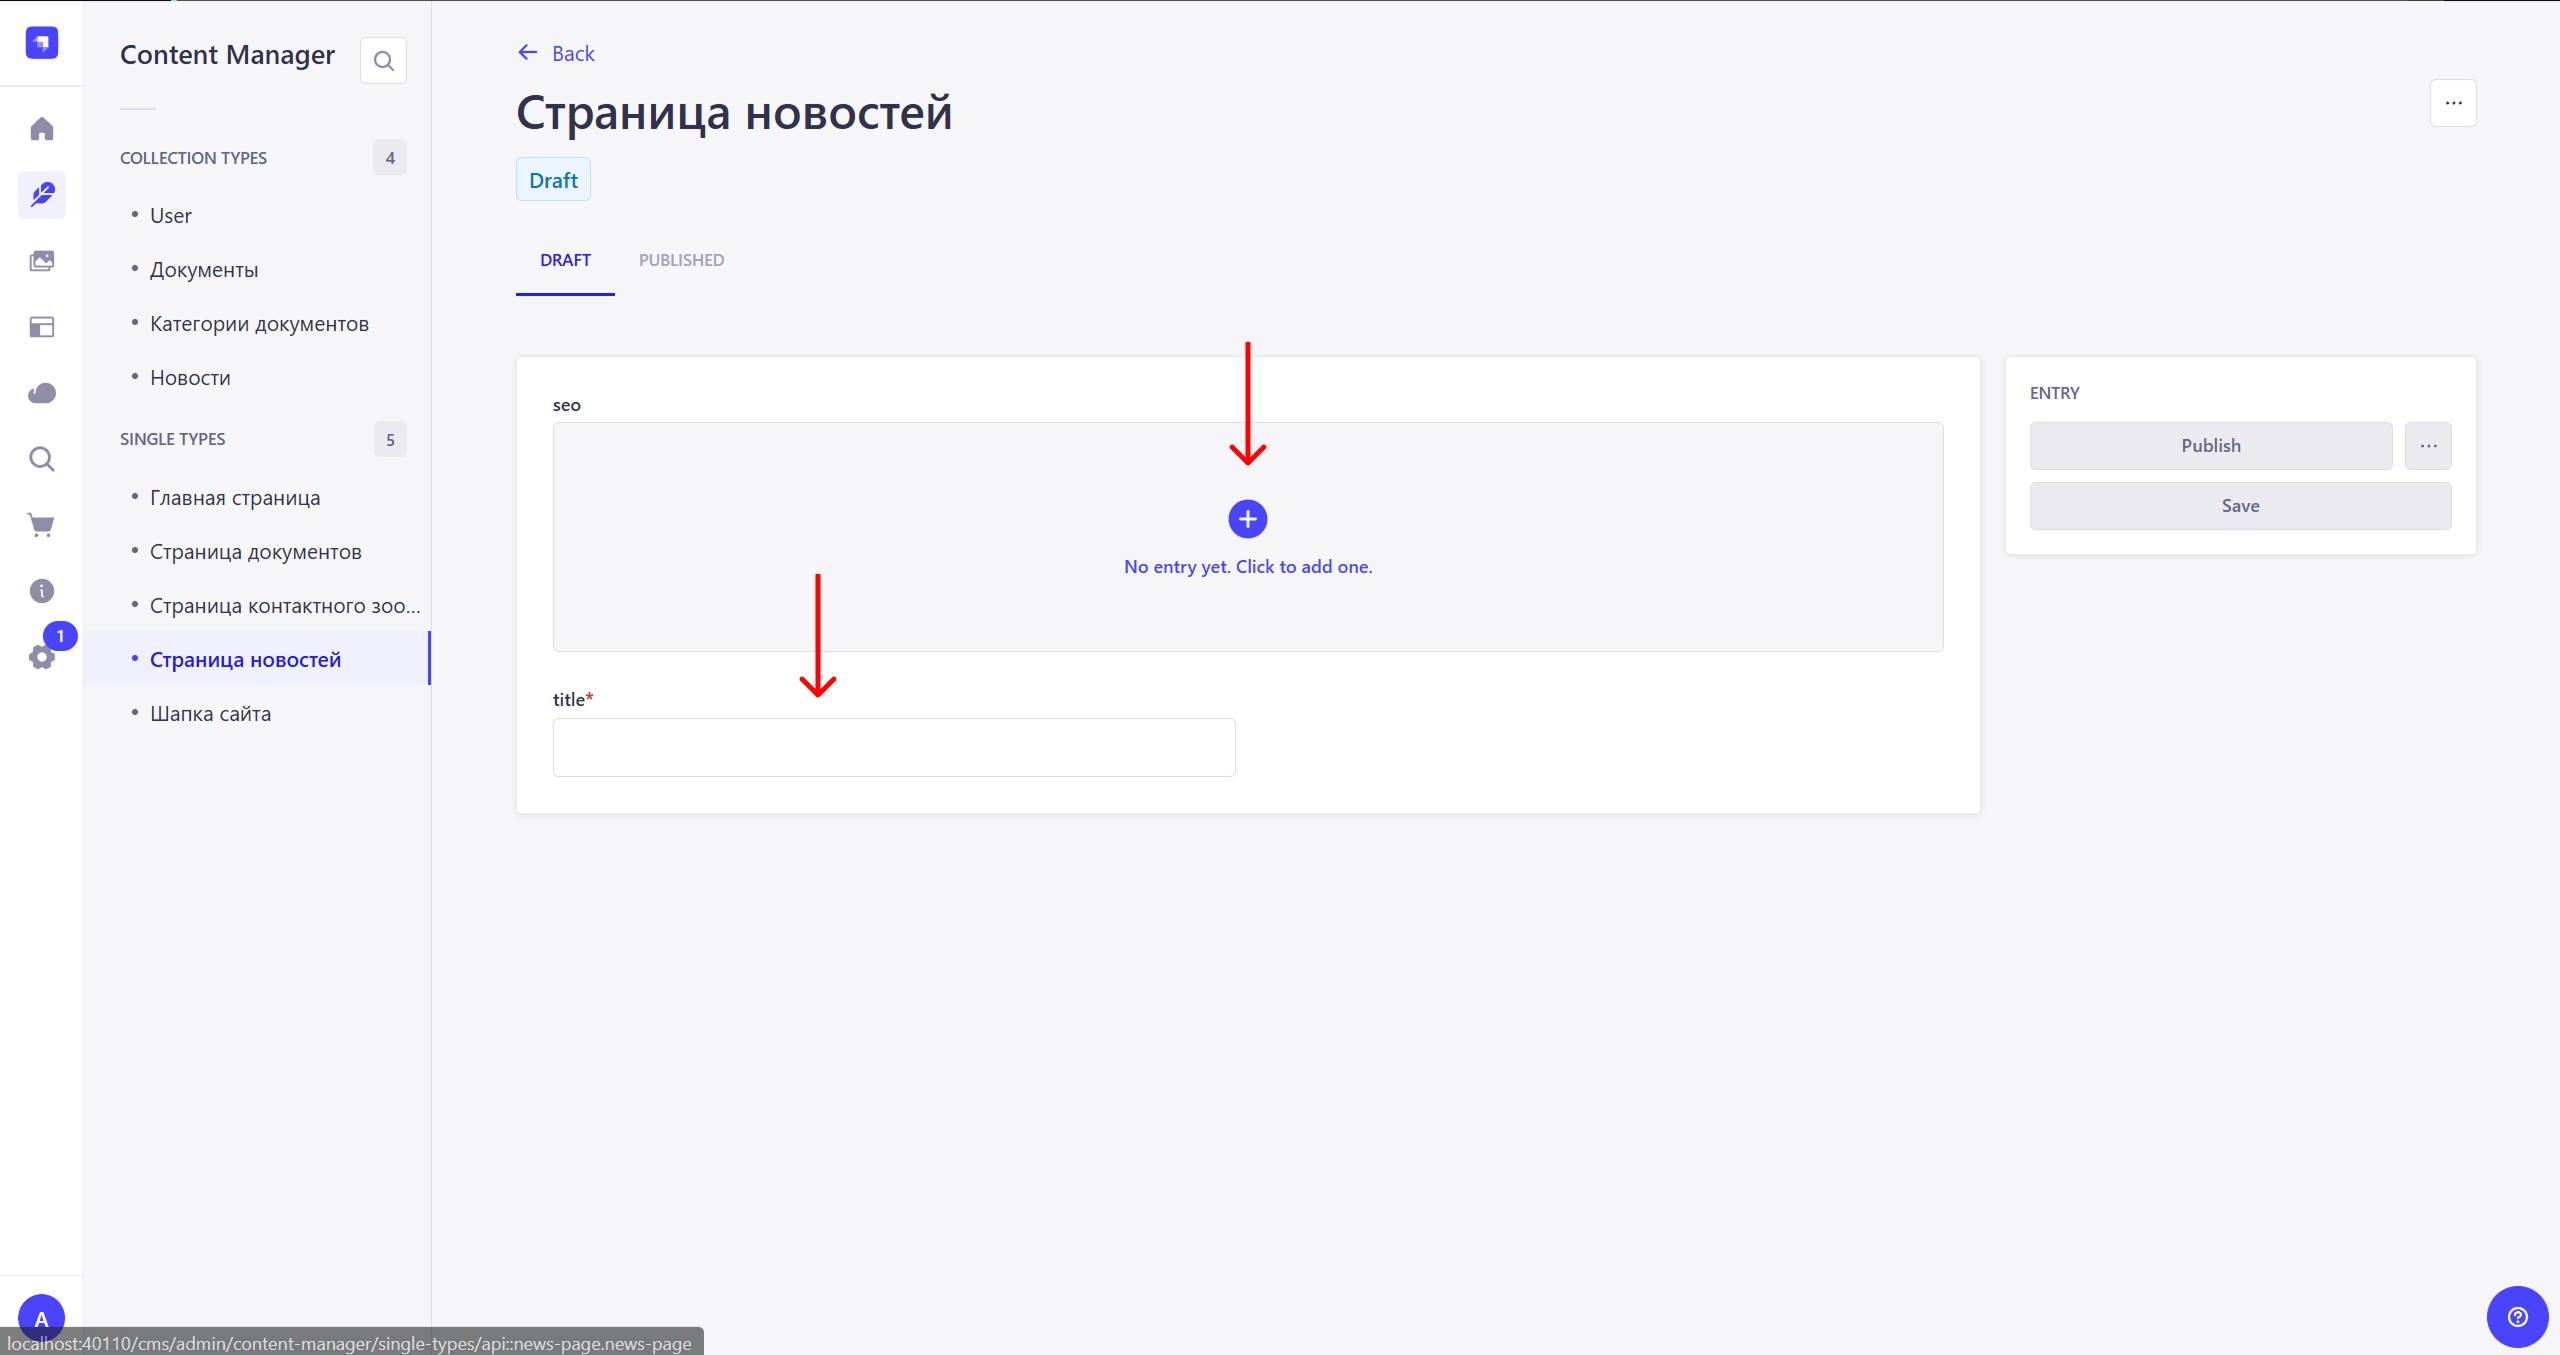 Content Manager
COLLECTION TYPES
4
User
Документы
Категории документов
Новости
SINGLE TYPES
5
Главная страница
Страница документов
Страница контактного зоо...
Страница новостей
Шапка сайта
1
A
Back
Страница новостей
Draft
DRAFT
PUBLISHED
seo
No entry yet. Click to add one.
title*
ENTRY
Publish
Save
localhost:40110/cms/admin/content-manager/single-types/api::news-page.news-page